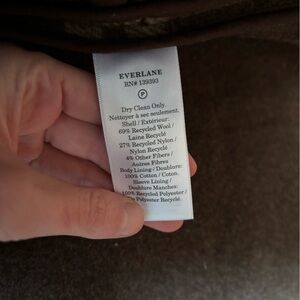 EVERLANE
RN# 139393
P
Dry Clean Only.
Nettoyer à sec seulement.
Shell / Extérieur:
69% Recycled Wool /
Laine Recyclé
27% Recycled Nylon /
Nylon Recyclé
4% Other Fibers /
Autres Fibres
Body Lining / Doublure:
100% Cotton / Coton.
Sleeve Lining /
Doublure Manches:
100% Recycled Polyester /
Polyester Recyclé.